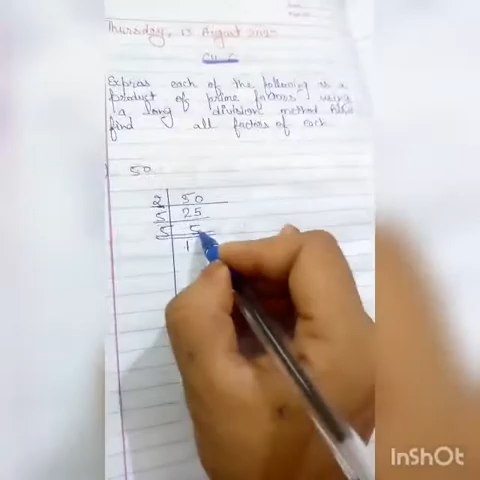 Thursday, 13 August 2020
CH-5
Express each of the following as a
product of prime factors using
a long division method Also
find all factors of each
50
2 50
5 25
5 5
1
InShOt